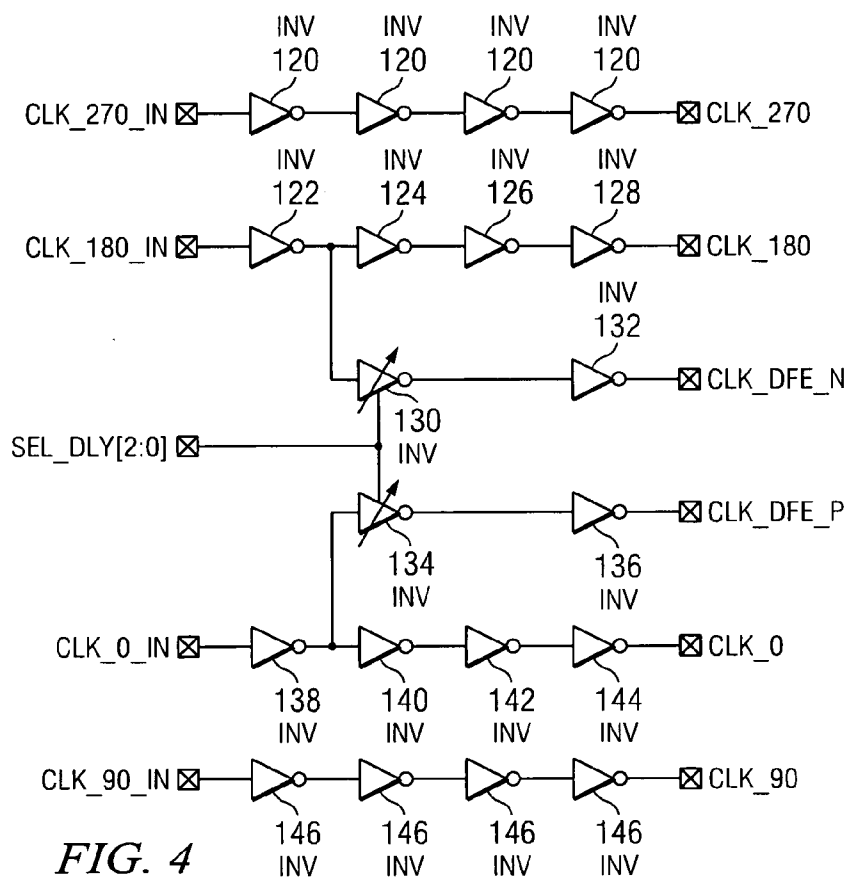 INV INV INV INV
120 120 120 120
CLK_270_IN CLK_270
INV INV INV INV
122 124 126 128
CLK_180_IN CLK_180
INV
132
CLK_DFE_N
130
INV
SEL_DLY[2:0]
CLK_DFE_P
134 136
INV INV
CLK_0_IN CLK_0
138 140 142 144
INV INV INV INV
CLK_90_IN CLK_90
146 146 146 146
INV INV INV INV
FIG. 4